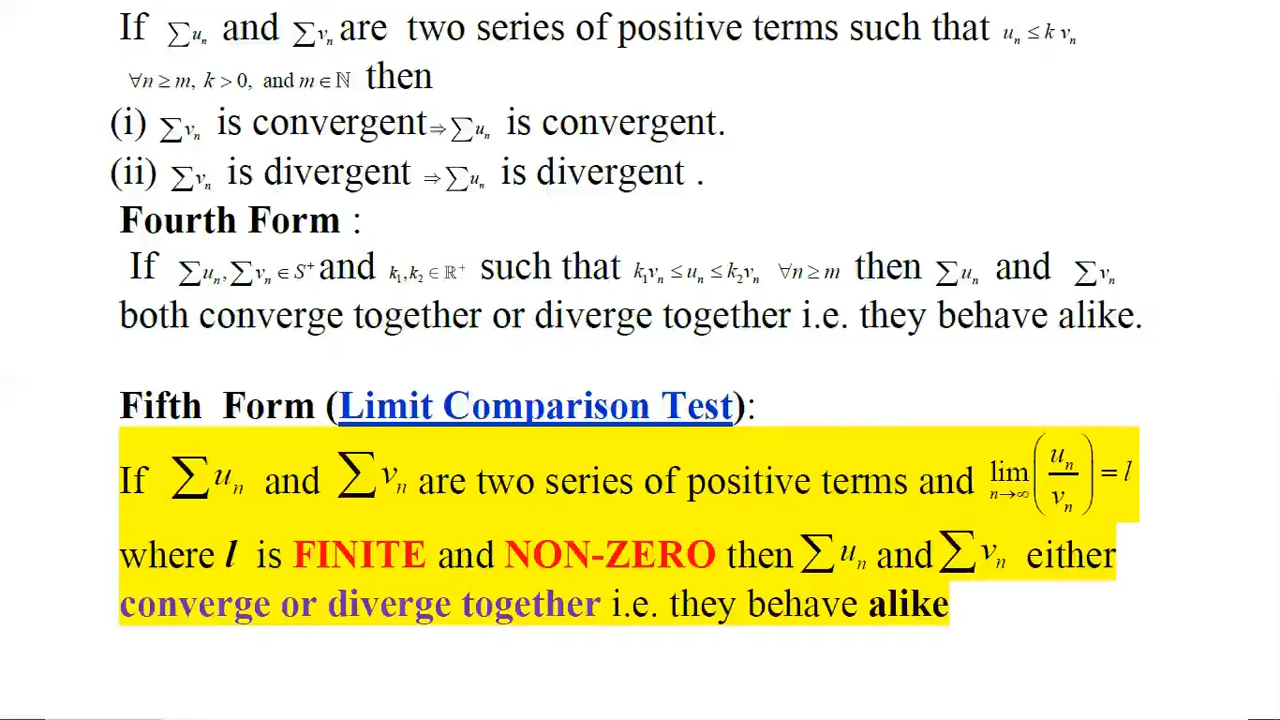 If ∑uₙ and ∑vₙ are two series of positive terms such that uₙ ≤ k vₙ
∀n ≥ m, k > 0, and m ∈ ℕ then
(i) ∑vₙ is convergent ⇒ ∑uₙ is convergent.
(ii) ∑vₙ is divergent ⇒ ∑uₙ is divergent .
Fourth Form :
If ∑uₙ, ∑vₙ ∈ S⁺ and k₁, k₂ ∈ ℝ⁺ such that k₁vₙ ≤ uₙ ≤ k₂vₙ ∀n ≥ m then ∑uₙ and ∑vₙ
both converge together or diverge together i.e. they behave alike.
Fifth Form (Limit Comparison Test):
If ∑uₙ and ∑vₙ are two series of positive terms and lim n→∞ (uₙ/vₙ) = l
where l is FINITE and NON-ZERO then ∑uₙ and ∑vₙ either
converge or diverge together i.e. they behave alike